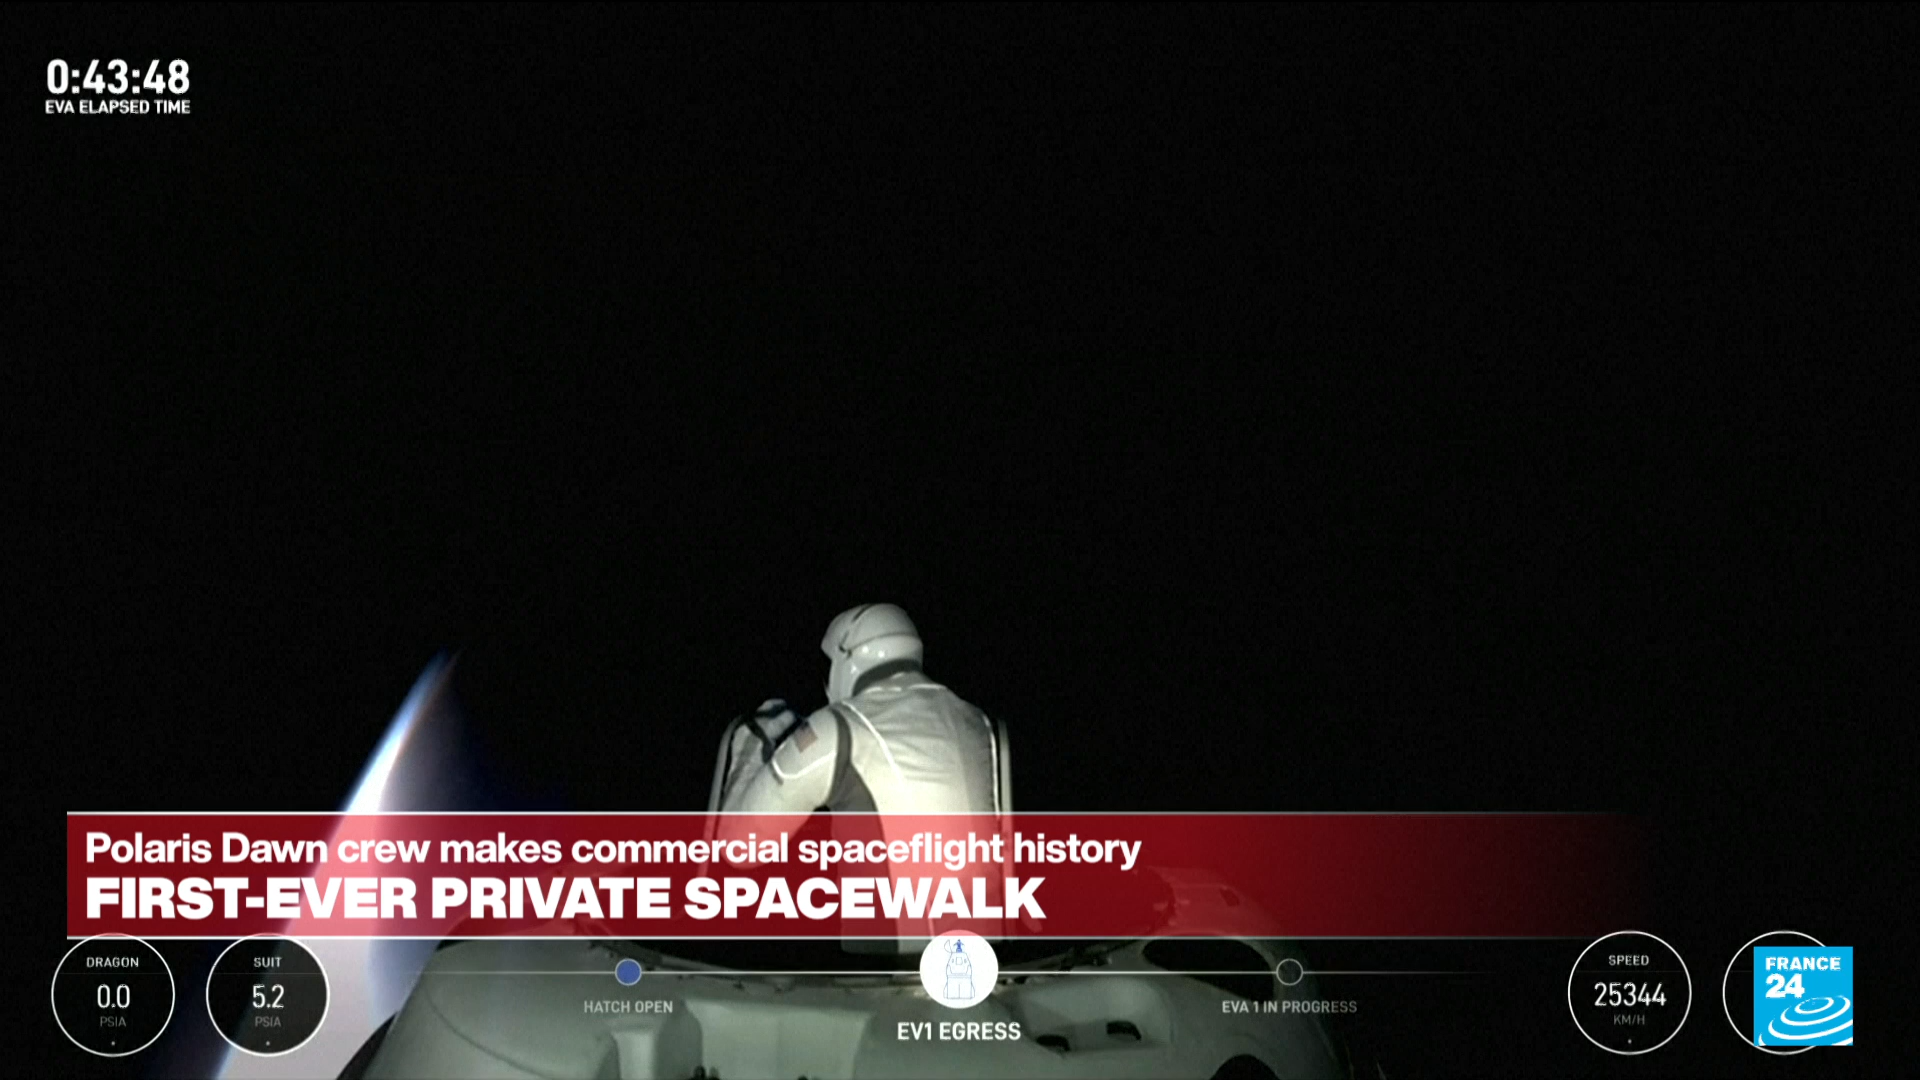 0:43:48
EVA ELAPSED TIME
Polaris Dawn crew makes commercial spaceflight history
FIRST-EVER PRIVATE SPACEWALK
DRAGON
0.0
PSIA
SUIT
5.2
PSIA
HATCH OPEN
EV1 EGRESS
EVA 1 IN PROGRESS
SPEED
25344
KM/H
FRANCE
24